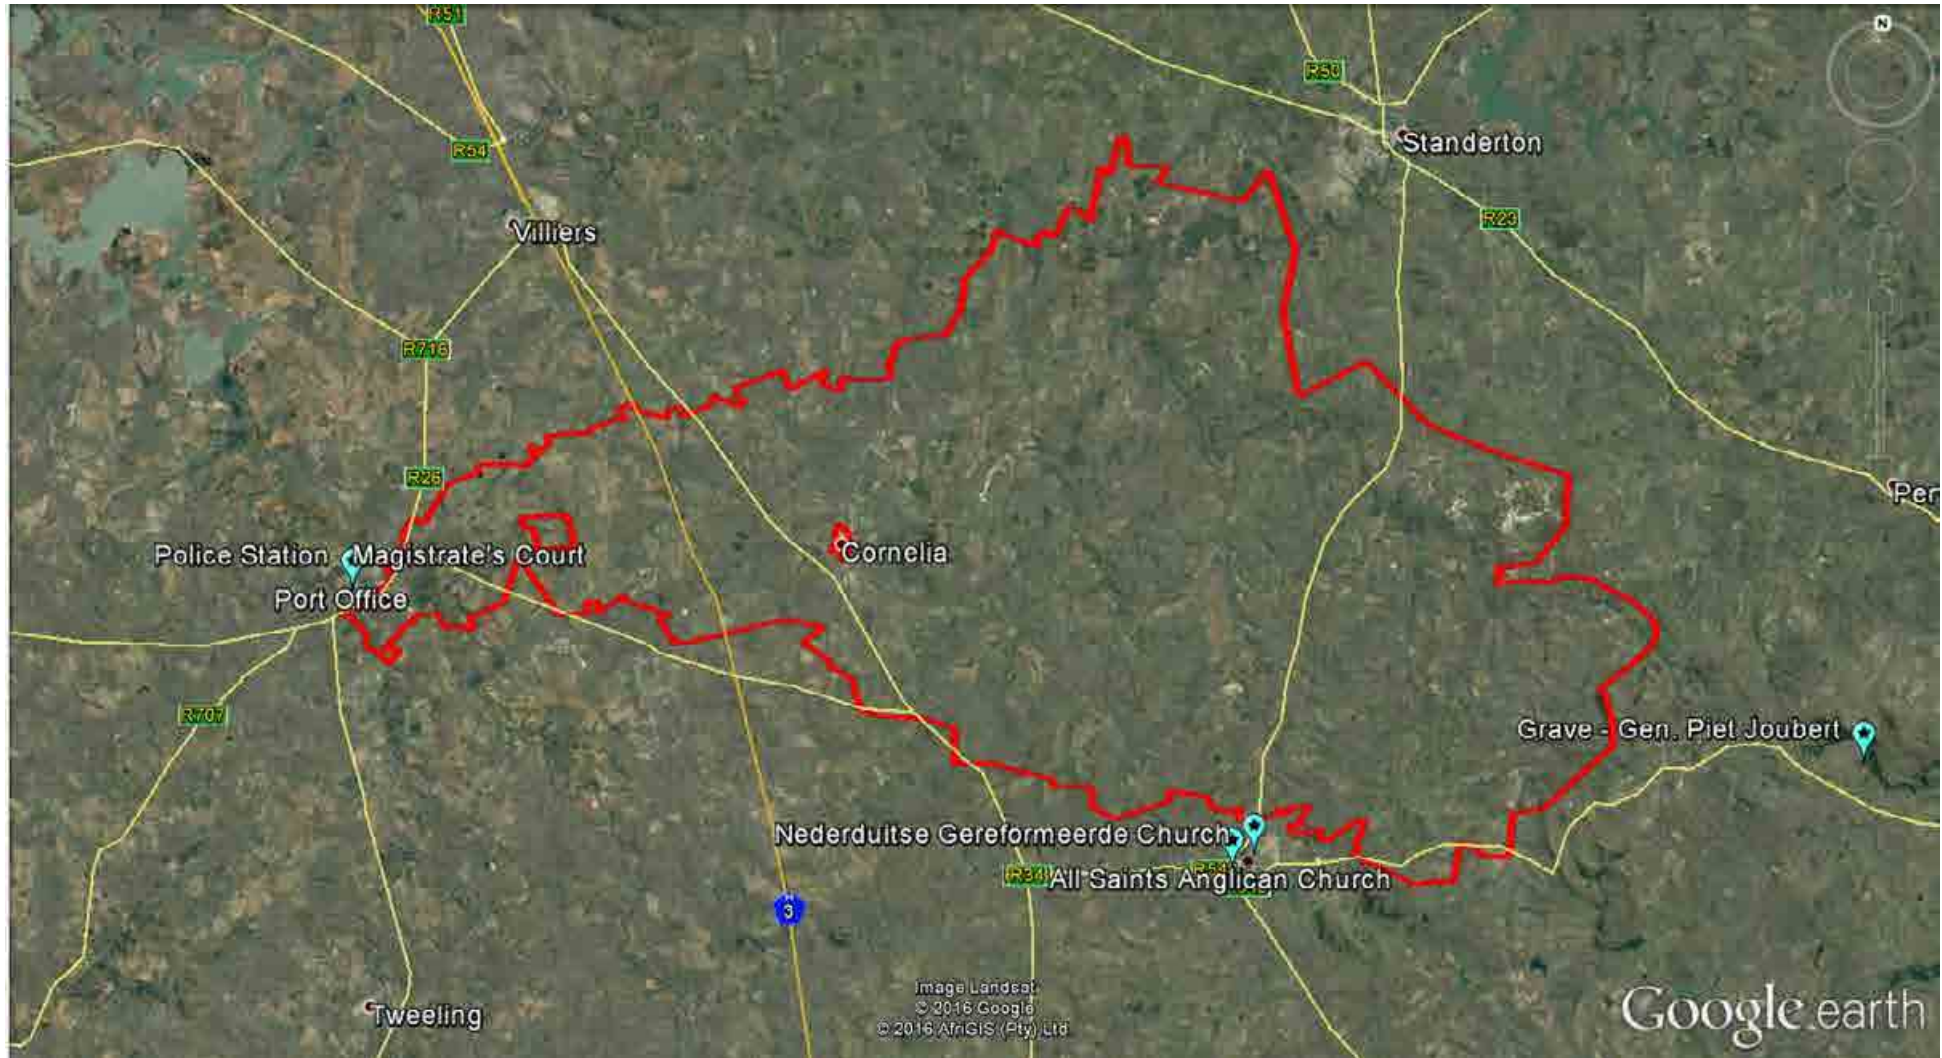 R51
N
R50
Standerton
R54
R23
Villiers
R716
R26
Per
Police Station
Magistrate's Court
Cornelia
Port Office
R707
Grave - Gen. Piet Joubert
Nederduitse Gereformeerde Church
R34
All Saints Anglican Church
N
3
Image Landsat
© 2016 Google
© 2016 AfriGIS (Pty) Ltd
Tweeling
Google earth